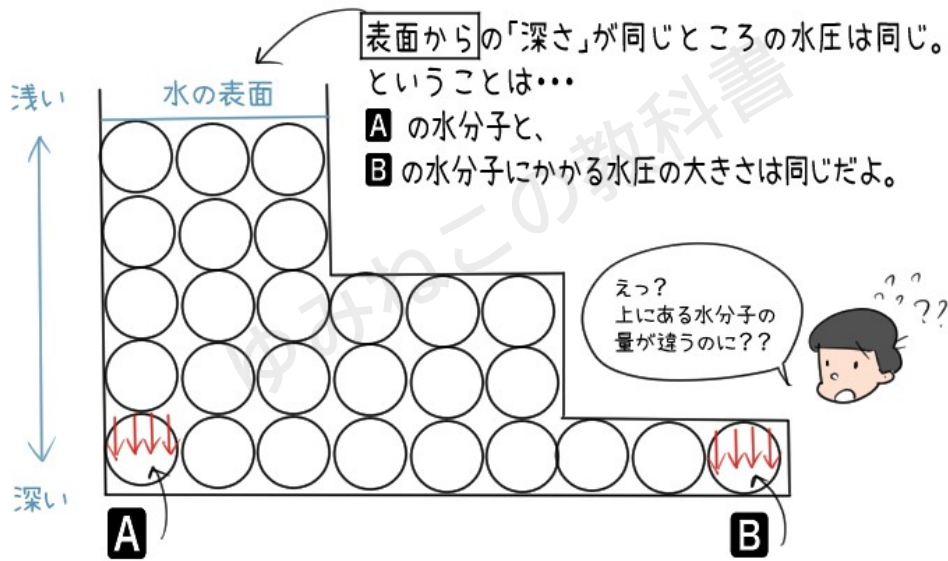 表面からの「深さ」が同じところの水圧は同じ。
ということは・・・
A の水分子と、
B の水分子にかかる水圧の大きさは同じだよ。
浅い
水の表面
えっ？
上にある水分子の
量が違うのに？？
??
深い
A
B
ゆみねこの教科書